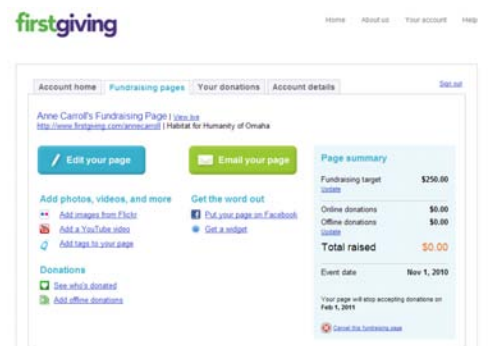 firstgiving
Home About us Your account Help
Account home Fundraising pages Your donations Account details Sign out
Anne Carroll's Fundraising Page | View live
http://www.firstgiving.com/annecarroll | Habitat for Humanity of Omaha
Edit your page
Email your page
Add photos, videos, and more
Add images from Flickr
Add a YouTube video
Add tags to your page
Get the word out
Put your page on Facebook
Get a widget
Donations
See who's donated
Add offline donations
Page summary
Fundraising target $250.00
Update
Online donations $0.00
Offline donations $0.00
Update
Total raised $0.00
Event date Nov 1, 2010
Your page will stop accepting donations on
Feb 1, 2011
Cancel this fundraising page